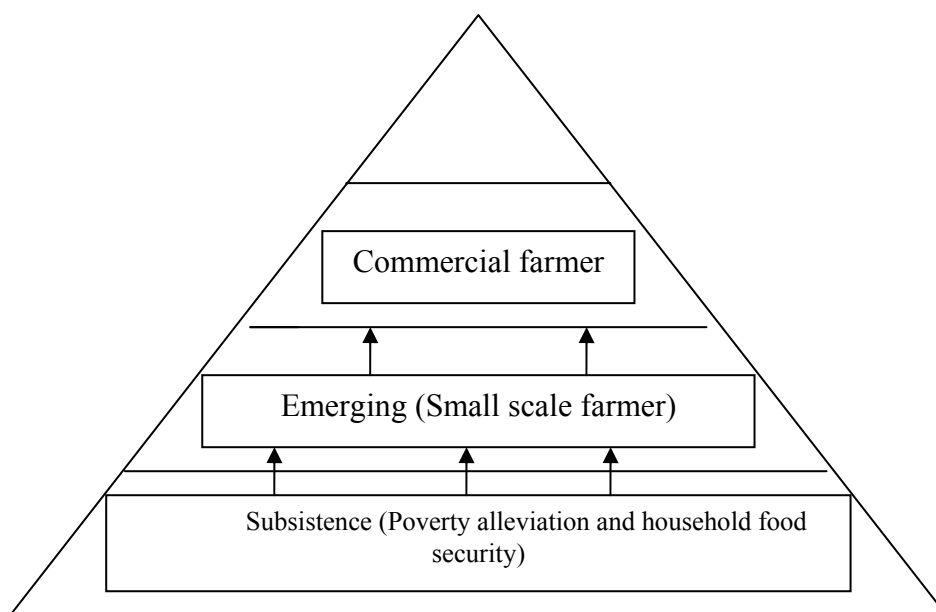 Commercial farmer
Emerging (Small scale farmer)
Subsistence (Poverty alleviation and household food
security)